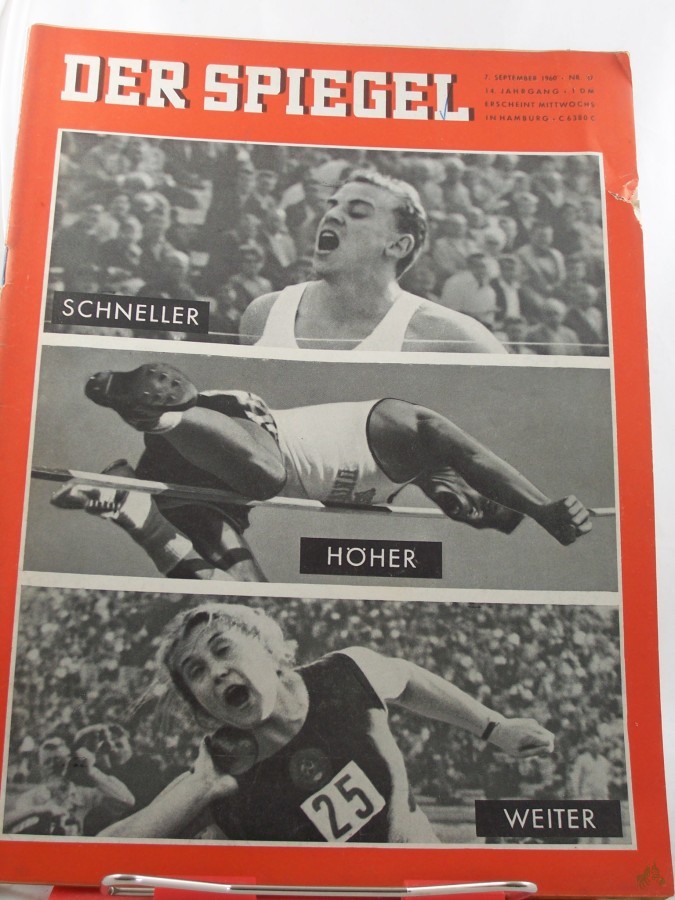 DER SPIEGEL
7. SEPTEMBER 1960 · NR. 37
14. JAHRGANG · 1 DM
ERSCHEINT MITTWOCHS
IN HAMBURG · C 6380 C
SCHNELLER
HÖHER
WEITER
25